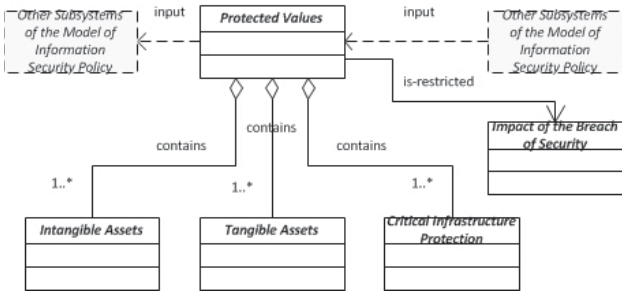 Other Subsystems
of the Model of
Information
Security Policy
input
Protected Values
input
Other Subsystems
of the Model of
Information
Security Policy
is-restricted
Impact of the Breach
of Security
contains
contains
contains
1..*
1..*
1..*
Intangible Assets
Tangible Assets
Critical Infrastructure
Protection